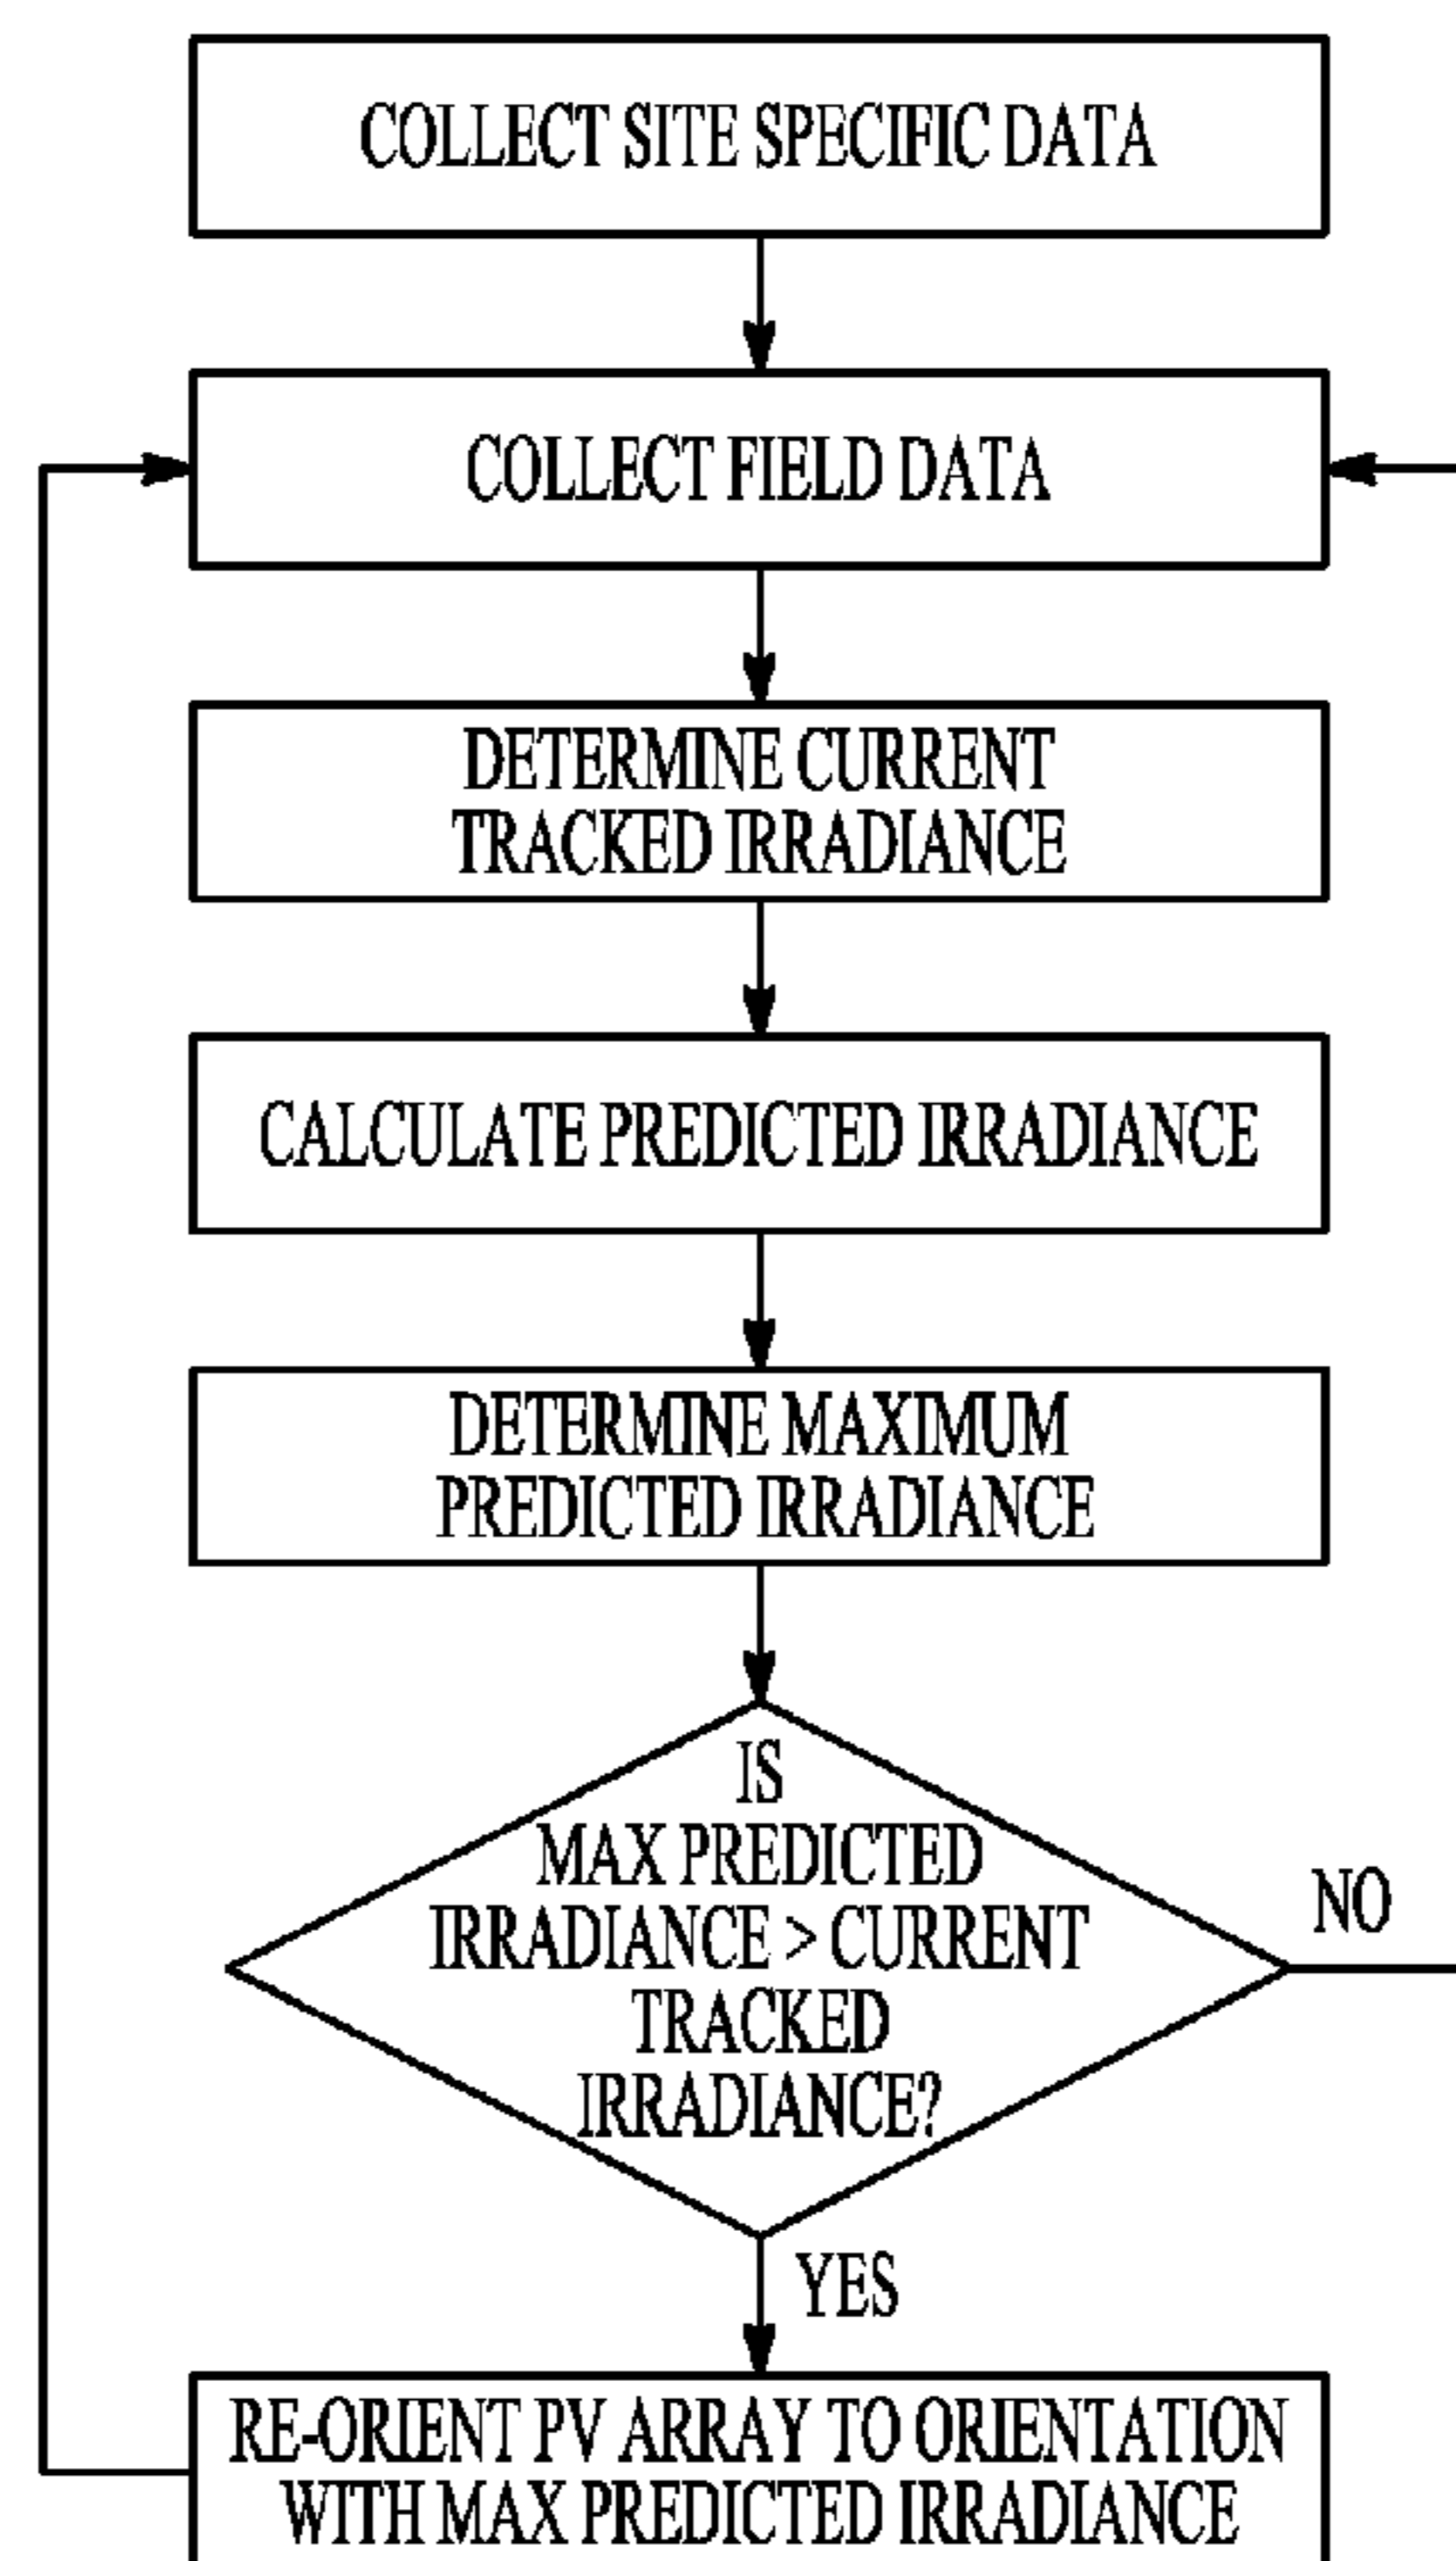 COLLECT SITE SPECIFIC DATA
COLLECT FIELD DATA
DETERMINE CURRENT
TRACKED IRRADIANCE
CALCULATE PREDICTED IRRADIANCE
DETERMINE MAXIMUM
PREDICTED IRRADIANCE
IS
MAX PREDICTED
IRRADIANCE > CURRENT
TRACKED
IRRADIANCE?
NO
YES
RE-ORIENT PV ARRAY TO ORIENTATION
WITH MAX PREDICTED IRRADIANCE